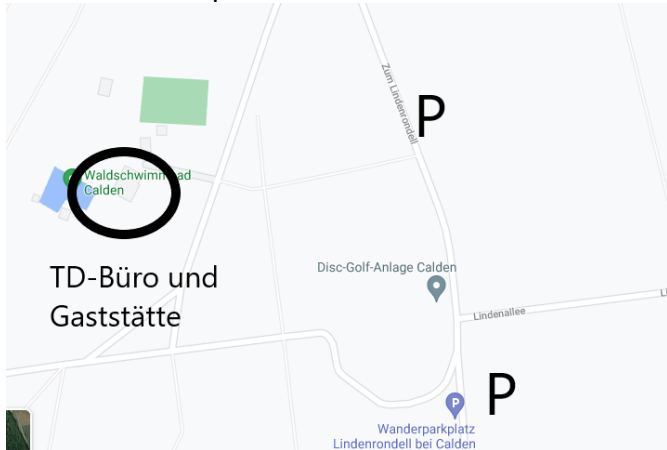 Zum Lindenrondell
P
Waldschwimmbad
Calden
TD-Büro und
Gaststätte
Disc-Golf-Anlage Calden
Lindenallee
P
P
Wanderparkplatz
Lindenrondell bei Calden